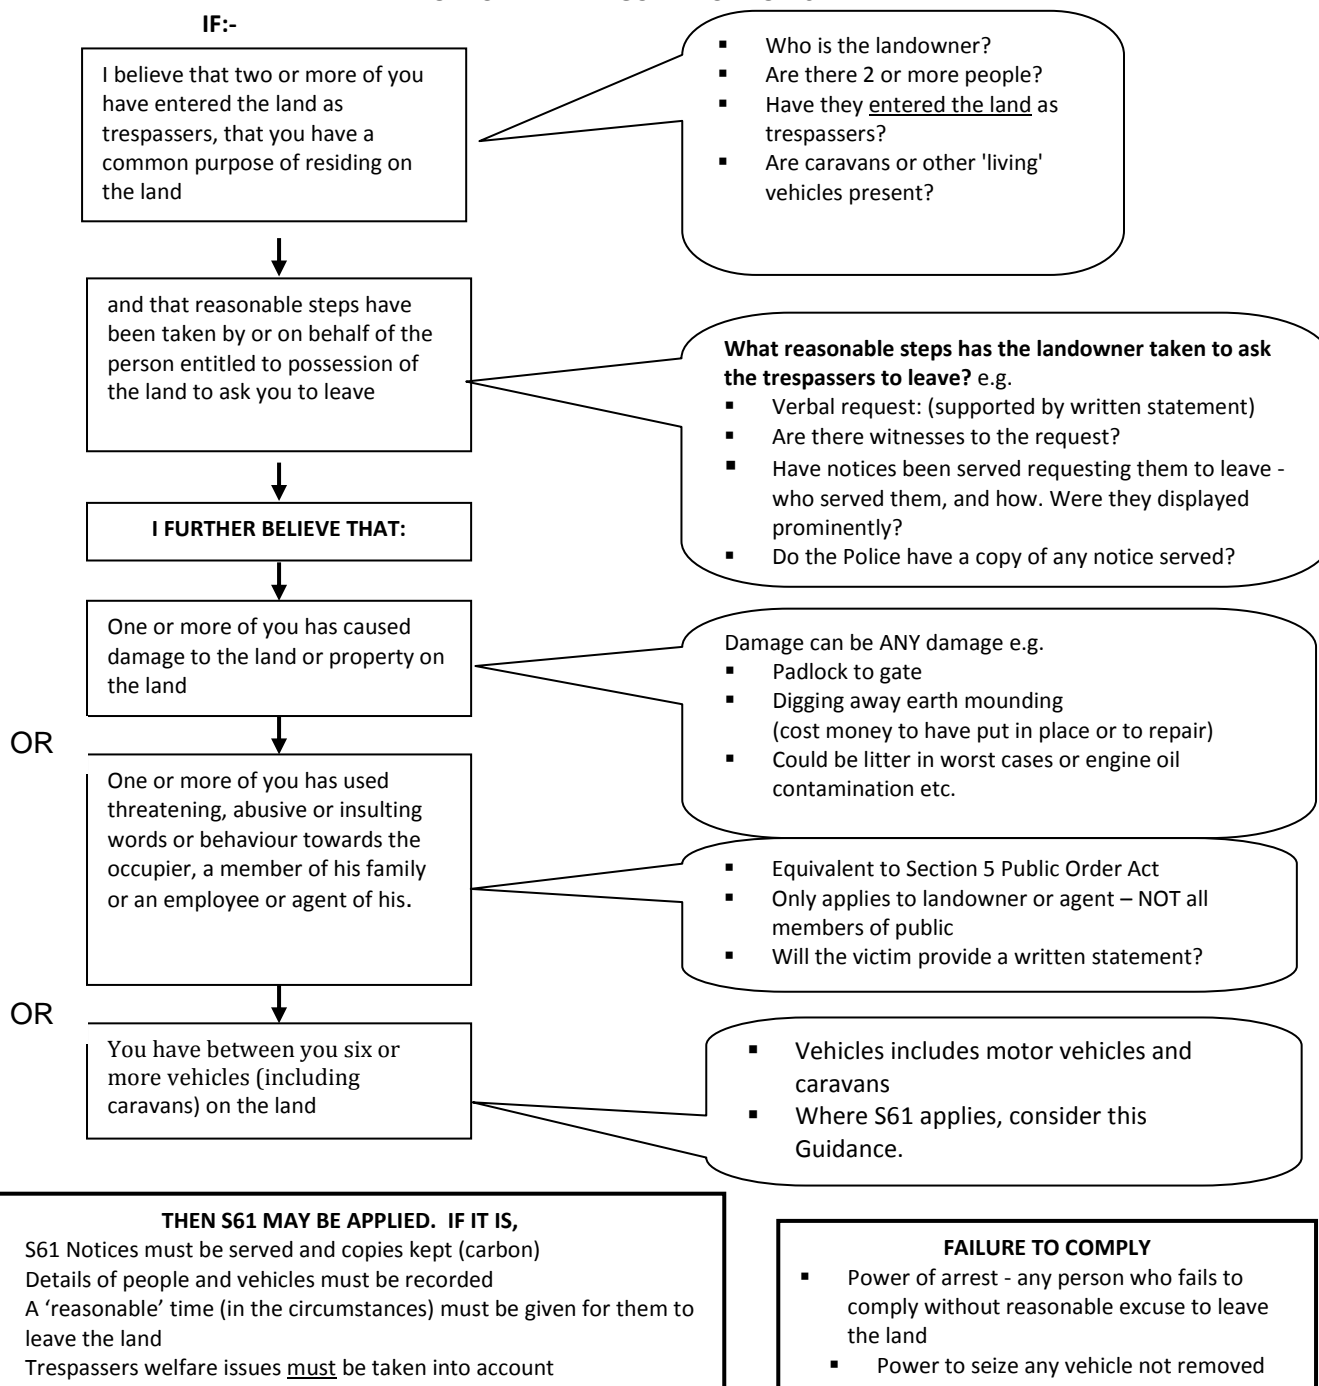 IF:-
I believe that two or more of you
have entered the land as
trespassers, that you have a
common purpose of residing on
the land
▪ Who is the landowner?
▪ Are there 2 or more people?
▪ Have they entered the land as
trespassers?
▪ Are caravans or other 'living'
vehicles present?
and that reasonable steps have
been taken by or on behalf of the
person entitled to possession of
the land to ask you to leave
What reasonable steps has the landowner taken to ask
the trespassers to leave? e.g.
▪ Verbal request: (supported by written statement)
▪ Are there witnesses to the request?
▪ Have notices been served requesting them to leave -
who served them, and how. Were they displayed
prominently?
▪ Do the Police have a copy of any notice served?
I FURTHER BELIEVE THAT:
One or more of you has caused
damage to the land or property on
the land
Damage can be ANY damage e.g.
▪ Padlock to gate
▪ Digging away earth mounding
(cost money to have put in place or to repair)
▪ Could be litter in worst cases or engine oil
contamination etc.
OR
One or more of you has used
threatening, abusive or insulting
words or behaviour towards the
occupier, a member of his family
or an employee or agent of his.
▪ Equivalent to Section 5 Public Order Act
▪ Only applies to landowner or agent – NOT all
members of public
▪ Will the victim provide a written statement?
OR
You have between you six or
more vehicles (including
caravans) on the land
▪ Vehicles includes motor vehicles and
caravans
▪ Where S61 applies, consider this
Guidance.
THEN S61 MAY BE APPLIED. IF IT IS,
S61 Notices must be served and copies kept (carbon)
Details of people and vehicles must be recorded
A ‘reasonable’ time (in the circumstances) must be given for them to
leave the land
Trespassers welfare issues must be taken into account
FAILURE TO COMPLY
▪ Power of arrest - any person who fails to
comply without reasonable excuse to leave
the land
▪ Power to seize any vehicle not removed